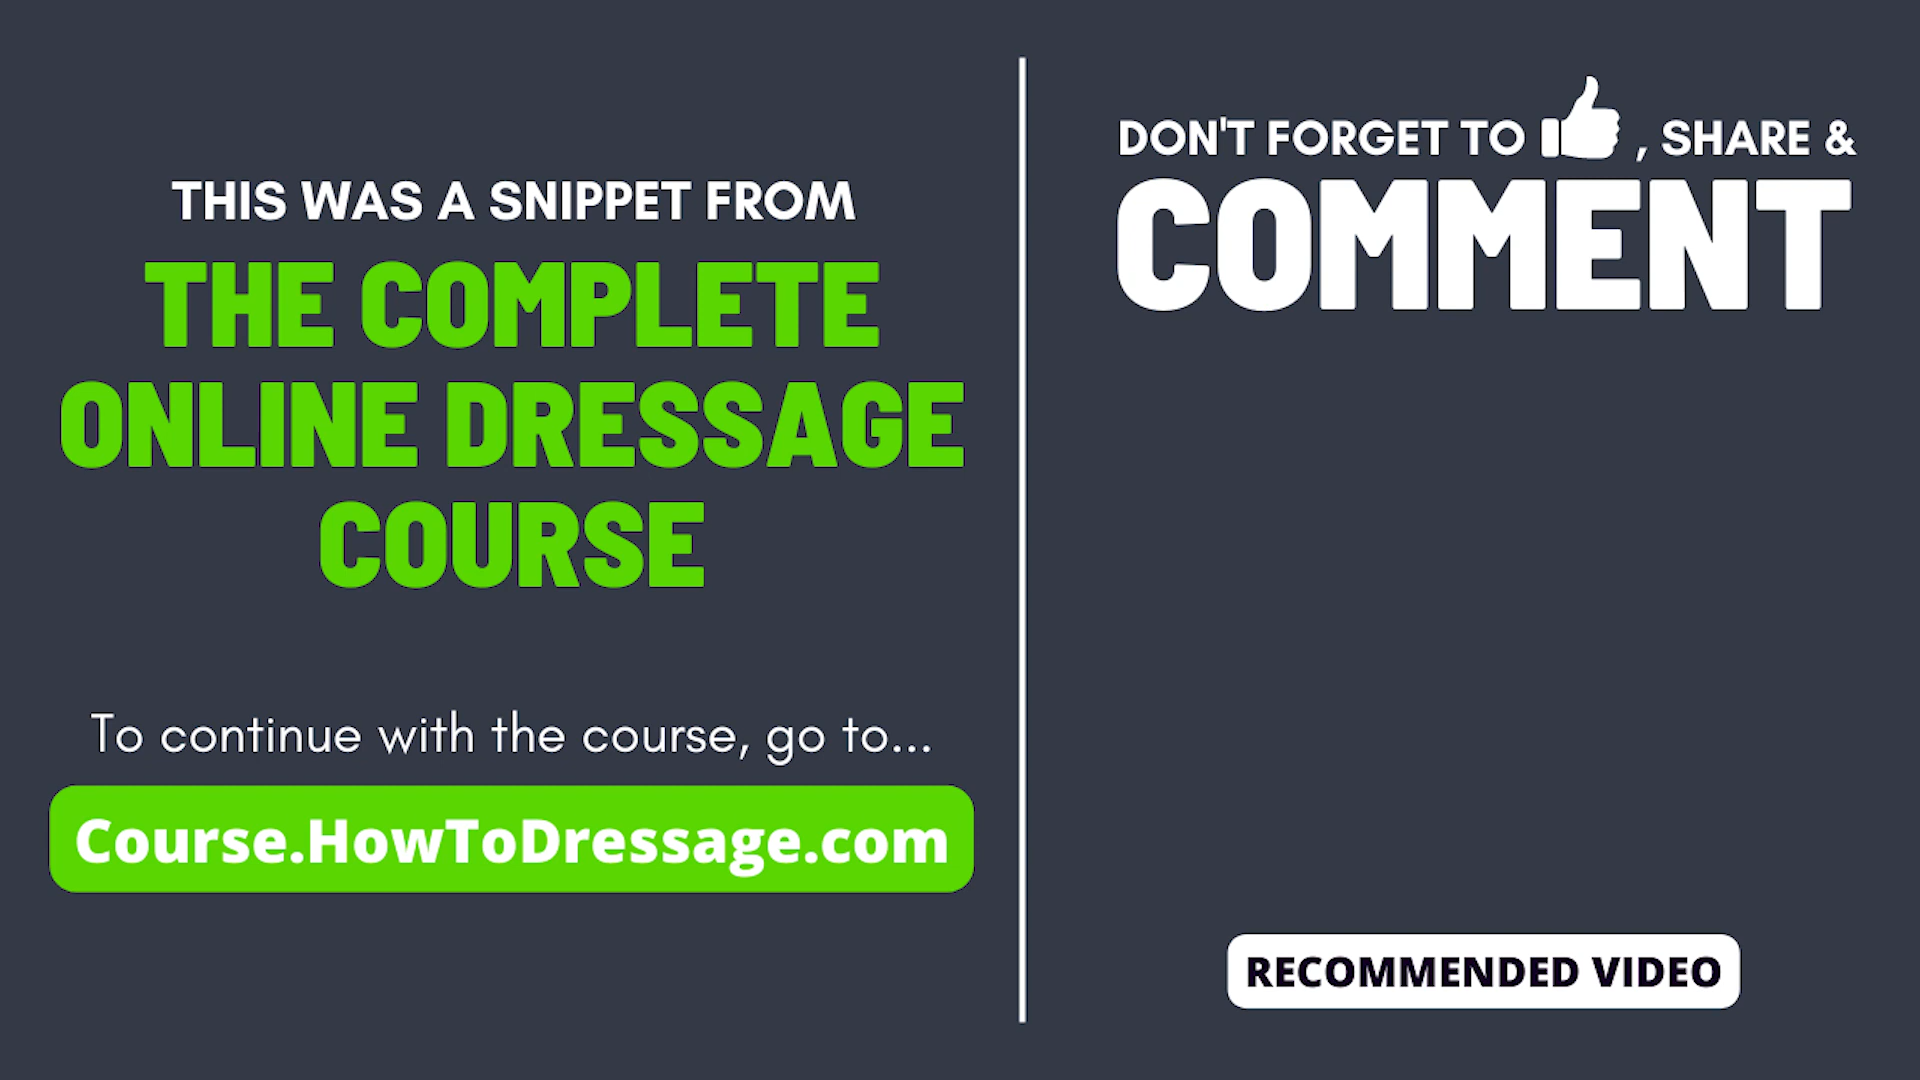 THIS WAS A SNIPPET FROM
THE COMPLETE
ONLINE DRESSAGE
COURSE
To continue with the course, go to...
Course.HowToDressage.com
DON'T FORGET TO , SHARE &
COMMENT
RECOMMENDED VIDEO